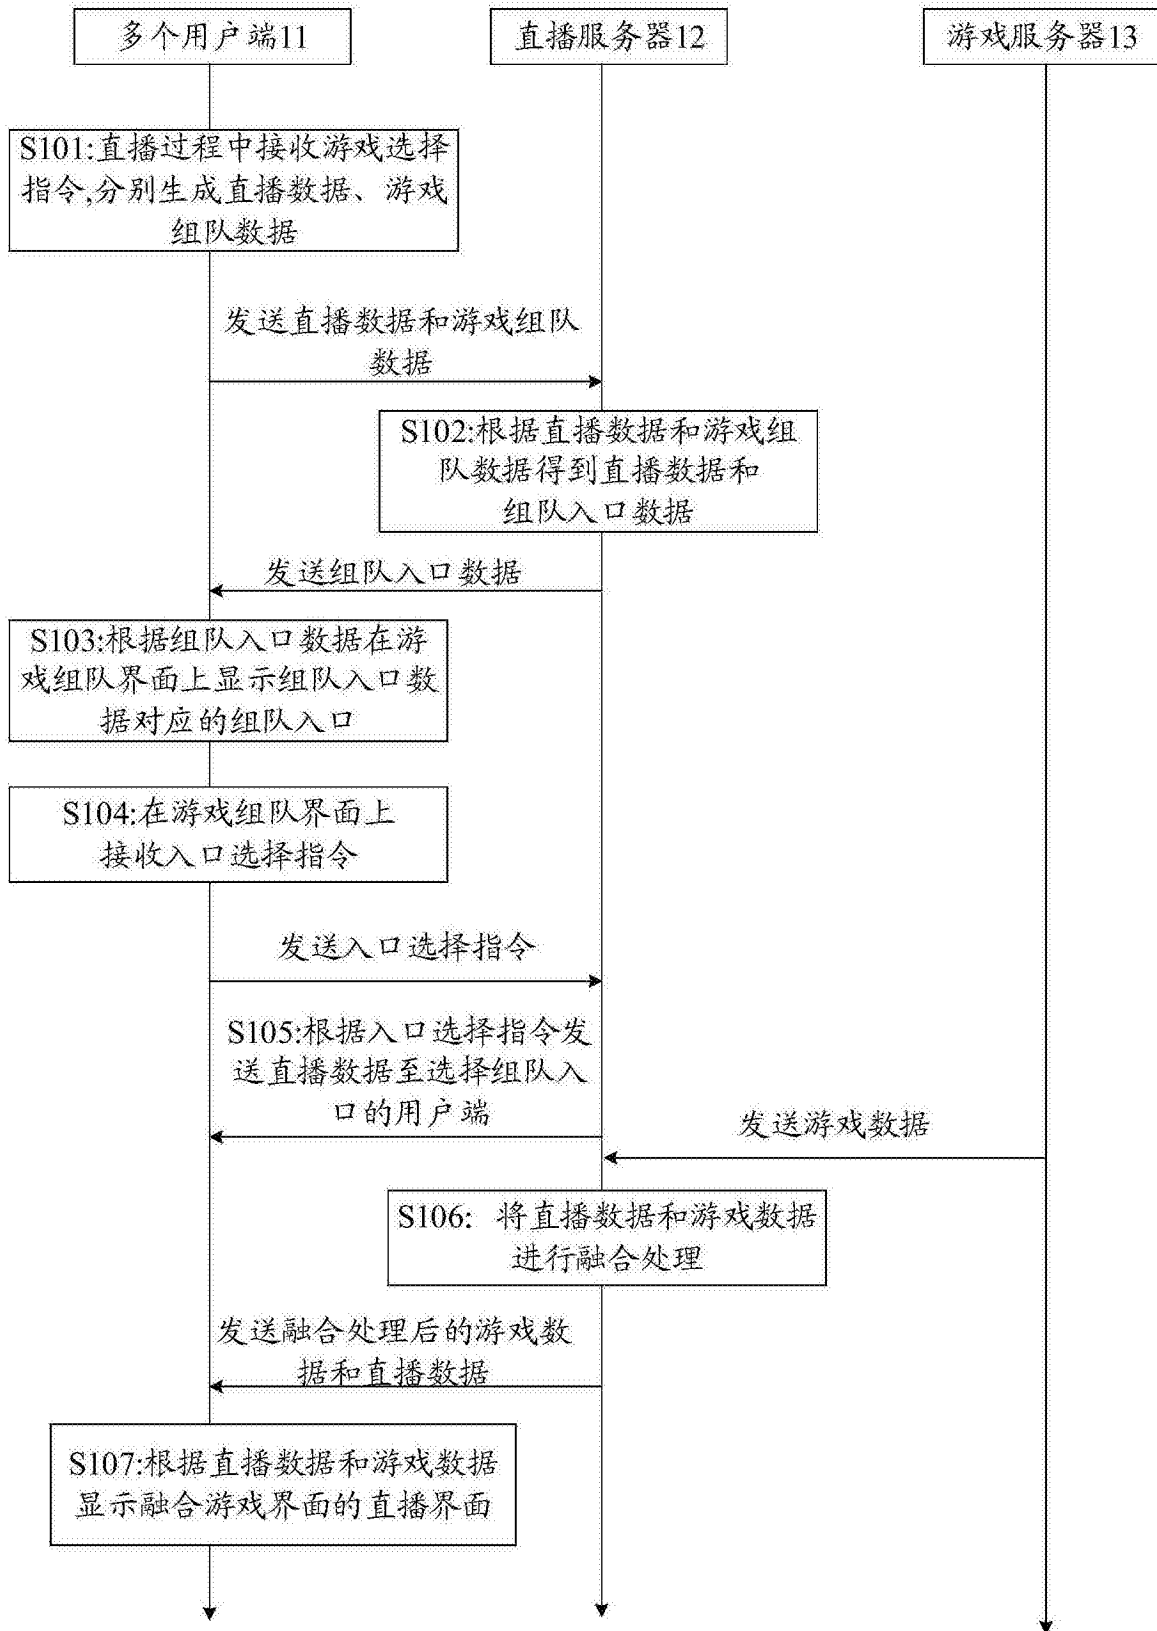 多个用户端11
直播服务器12
游戏服务器13
S101:直播过程中接收游戏选择
指令,分别生成直播数据、游戏
组队数据
发送直播数据和游戏组队
数据
S102:根据直播数据和游戏组
队数据得到直播数据和
组队入口数据
发送组队入口数据
S103:根据组队入口数据在游
戏组队界面上显示组队入口数
据对应的组队入口
S104:在游戏组队界面上
接收入口选择指令
发送入口选择指令
S105:根据入口选择指令发
送直播数据至选择组队入
口的用户端
发送游戏数据
S106: 将直播数据和游戏数据
进行融合处理
发送融合处理后的游戏数
据和直播数据
S107:根据直播数据和游戏数据
显示融合游戏界面的直播界面